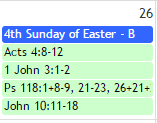 26
4th Sunday of Easter - B
Acts 4:8-12
1 John 3:1-2
Ps 118:1+8-9, 21-23, 26+21+
John 10:11-18